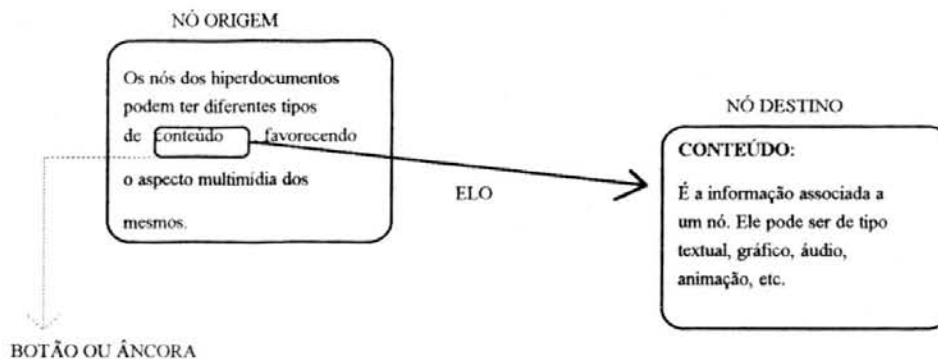 NÓ ORIGEM
Os nós dos hiperdocumentos
podem ter diferentes tipos
de conteúdo favorecendo
o aspecto multimídia dos
mesmos.
ELO
NÓ DESTINO
CONTEÚDO:
É a informação associada a
um nó. Ele pode ser de tipo
textual, gráfico, áudio,
animação, etc.
BOTÃO OU ÂNCORA